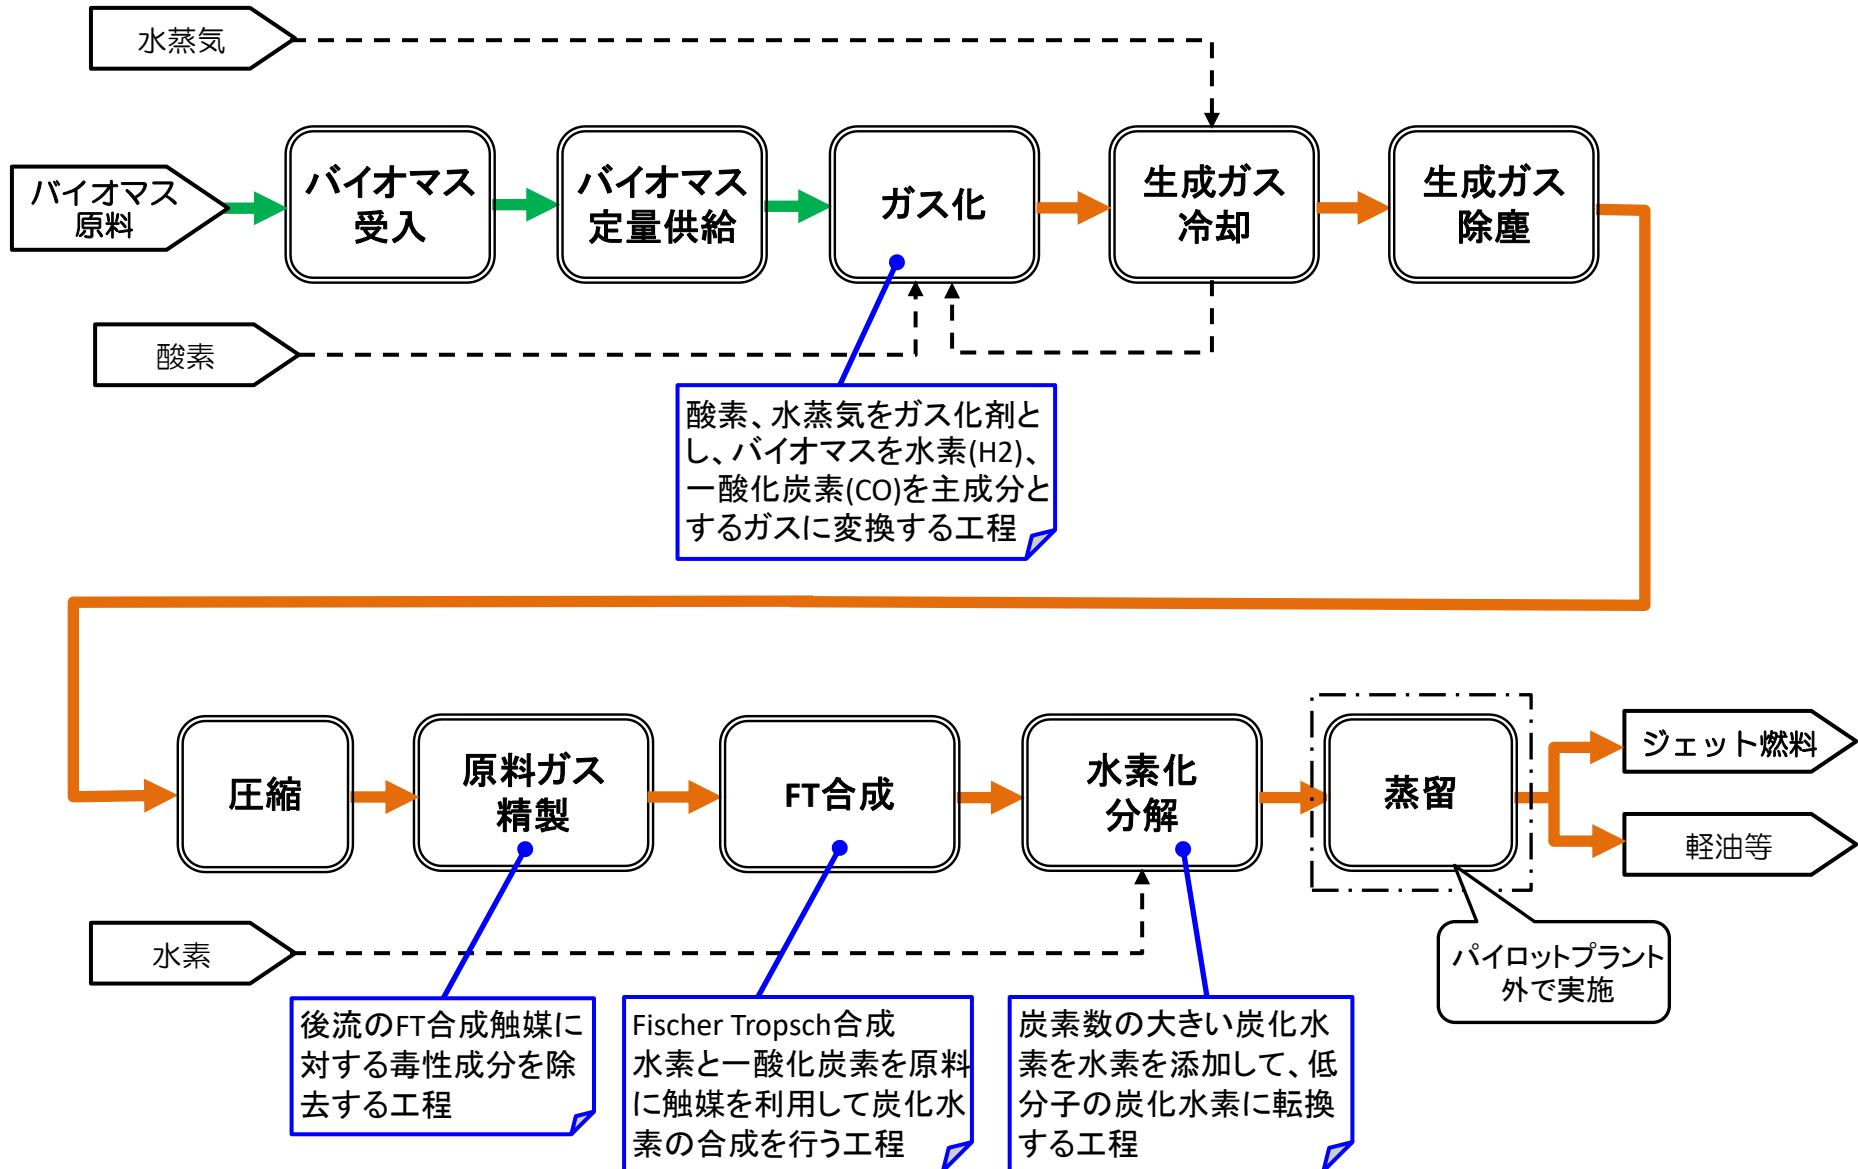 水蒸気
バイオマス
原料
バイオマス
受入
バイオマス
定量供給
ガス化
生成ガス
冷却
生成ガス
除塵
酸素
酸素、水蒸気をガス化剤と
し、バイオマスを水素(H2)、
一酸化炭素(CO)を主成分と
するガスに変換する工程
圧縮
原料ガス
精製
FT合成
水素化
分解
蒸留
ジェット燃料
軽油等
水素
パイロットプラント
外で実施
後流のFT合成触媒に
対する毒性成分を除
去する工程
Fischer Tropsch合成
水素と一酸化炭素を原料
に触媒を利用して炭化水
素の合成を行う工程
炭素数の大きい炭化水
素を水素を添加して、低
分子の炭化水素に転換
する工程